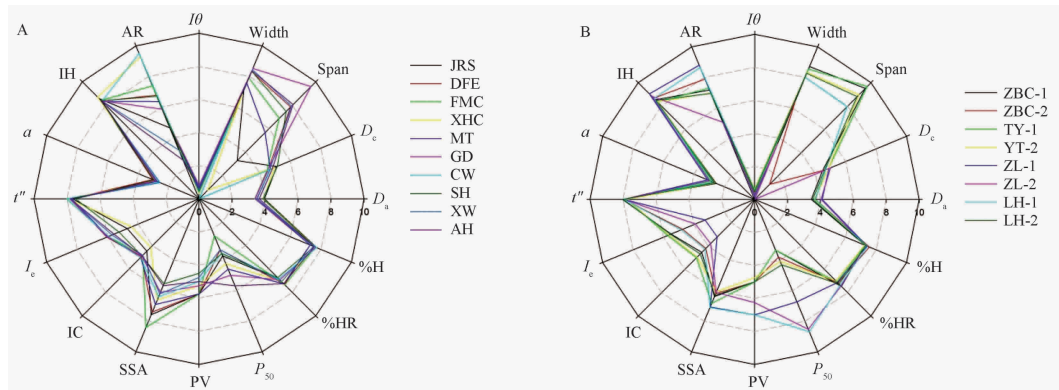 A
Iθ
AR
Width
IH
Span
a
Dc
t″
0
2
4
6
8
10
Da
Ie
%H
IC
%HR
SSA
P50
PV
JRS
DFE
FMC
XHC
MT
GD
CW
SH
XW
AH
B
Iθ
AR
Width
IH
Span
a
Dc
t″
0
2
4
6
8
10
Da
Ie
%H
IC
%HR
SSA
P50
PV
ZBC-1
ZBC-2
TY-1
YT-2
ZL-1
ZL-2
LH-1
LH-2